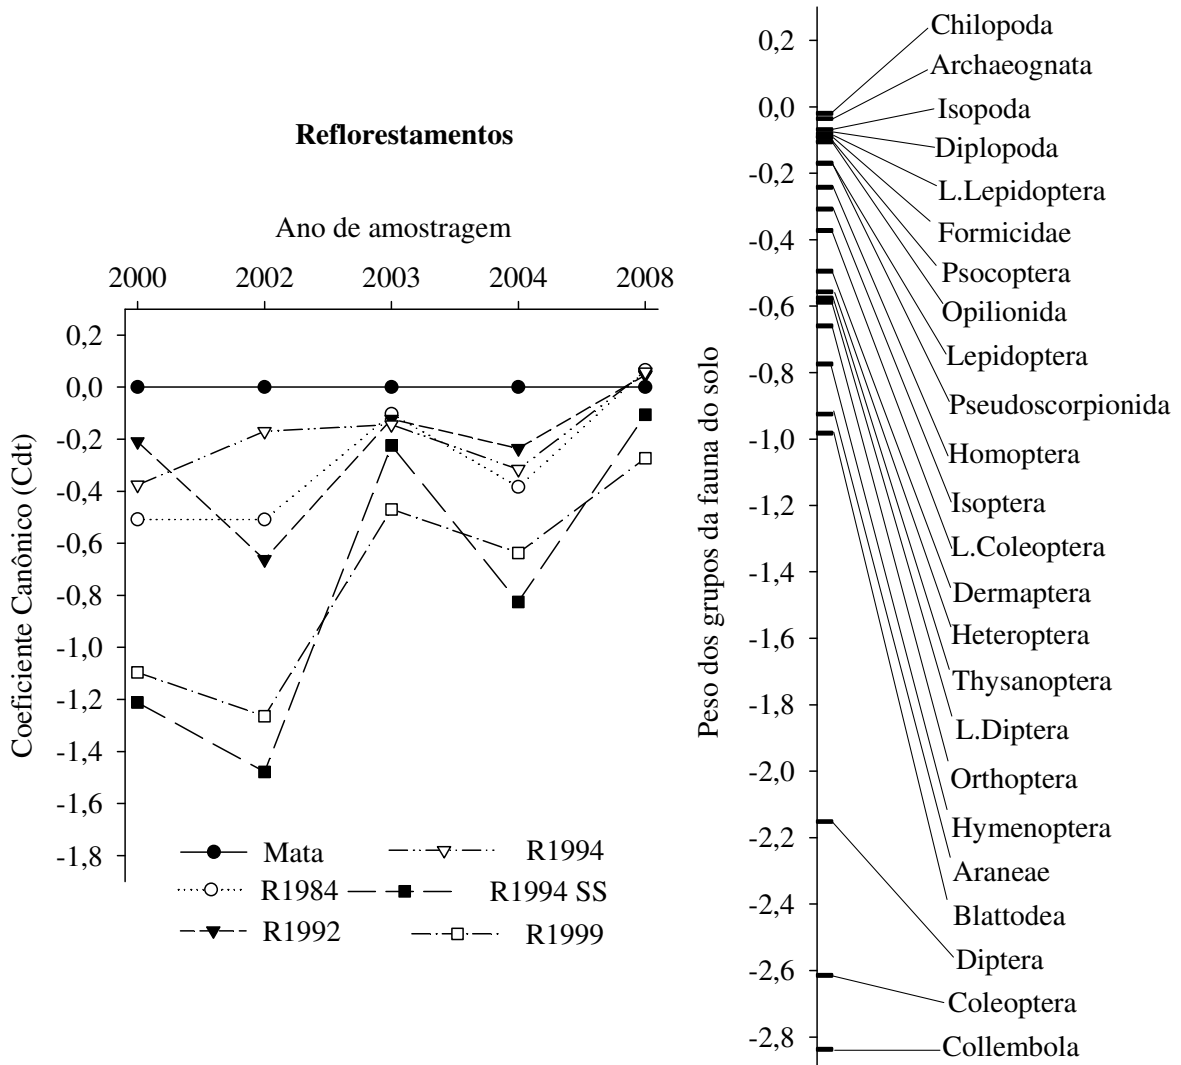 Reflorestamentos
Ano de amostragem
2000 2002 2003 2004 2008
Coeficiente Canônico (Cdt)
0,2
0,0
-0,2
-0,4
-0,6
-0,8
-1,0
-1,2
-1,4
-1,6
-1,8
Mata R1994
R1984 R1994 SS
R1992 R1999
Peso dos grupos da fauna do solo
0,2
0,0
-0,2
-0,4
-0,6
-0,8
-1,0
-1,2
-1,4
-1,6
-1,8
-2,0
-2,2
-2,4
-2,6
-2,8
Chilopoda
Archaeognata
Isopoda
Diplopoda
L.Lepidoptera
Formicidae
Psocoptera
Opilionida
Lepidoptera
Pseudoscorpionida
Homoptera
Isoptera
L.Coleoptera
Dermaptera
Heteroptera
Thysanoptera
L.Diptera
Orthoptera
Hymenoptera
Araneae
Blattodea
Diptera
Coleoptera
Collembola